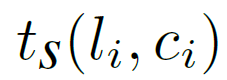 t_S(l_i, c_i)